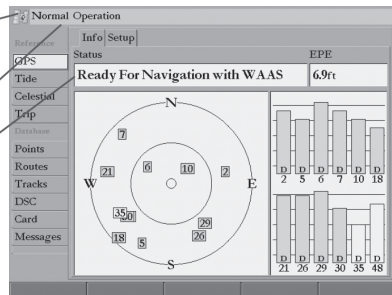 Normal Operation
Info Setup
Reference
GPS
Tide
Celestial
Trip
Database
Points
Routes
Tracks
DSC
Card
Messages
Status
EPE
Ready For Navigation with WAAS
6.9ft
N
7
21
6
10
2
W
E
35
30
18
5
29
26
S
D D D D D D
2 5 6 7 10 18
D D D D D D
21 26 29 30 35 48